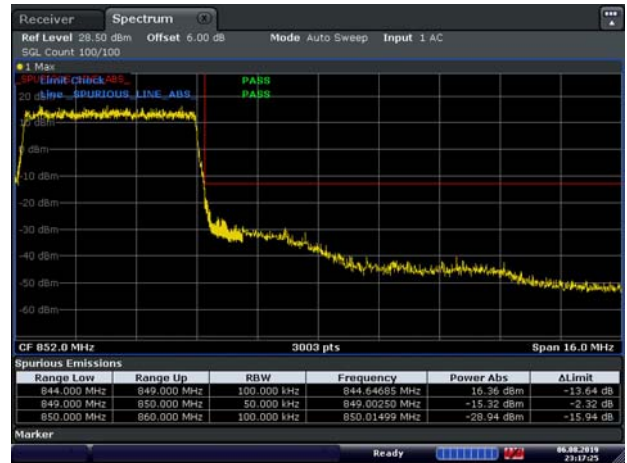 Receiver Spectrum
Ref Level 28.50 dBm Offset 6.00 dB Mode Auto Sweep Input 1 AC
SGL Count 100/100
1 Max
Limit Check PASS
Line _SPURIOUS_LINE_ABS_ PASS
_SPURIOUS_LINE_ABS_
20 dBm
10 dBm
0 dBm
-10 dBm
-20 dBm
-30 dBm
-40 dBm
-50 dBm
-60 dBm
CF 852.0 MHz 3003 pts Span 16.0 MHz
Spurious Emissions
Range Low Range Up RBW Frequency Power Abs ΔLimit
844.000 MHz 849.000 MHz 100.000 kHz 844.64685 MHz 16.36 dBm -13.64 dB
849.000 MHz 850.000 MHz 50.000 kHz 849.00250 MHz -15.32 dBm -2.32 dB
850.000 MHz 860.000 MHz 100.000 kHz 850.01499 MHz -28.94 dBm -15.94 dB
Marker
Ready 06.08.2019
23:17:25